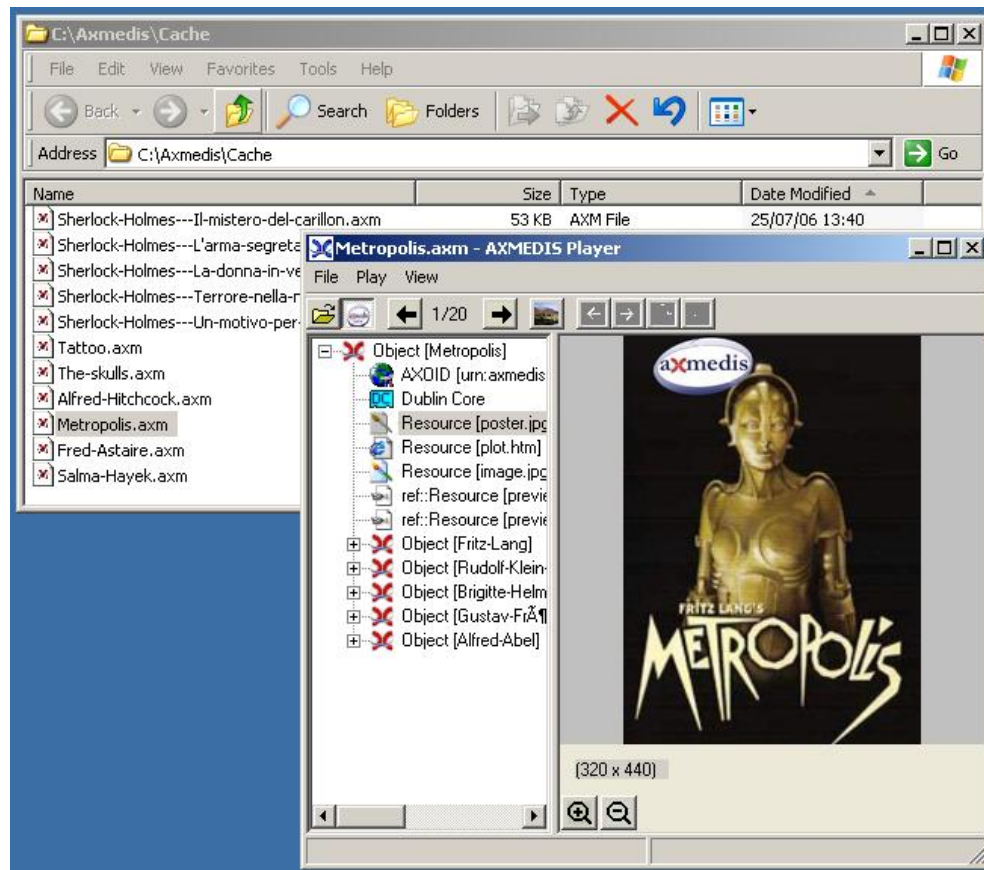 C:\Axmedis\Cache
File Edit View Favorites Tools Help
Back Search Folders
Address C:\Axmedis\Cache Go
Name Size Type Date Modified
Sherlock-Holmes---Il-mistero-del-carillon.axm 53 KB AXM File 25/07/06 13:40
Sherlock-Holmes---L'arma-segreta
Sherlock-Holmes---La-donna-in-ve
Sherlock-Holmes---Terrore-nella-r
Sherlock-Holmes---Un-motivo-per-
Tattoo.axm
The-skulls.axm
Alfred-Hitchcock.axm
Metropolis.axm
Fred-Astaire.axm
Salma-Hayek.axm
Metropolis.axm - AXMEDIS Player
File Play View
1/20
Object [Metropolis]
AXOID [urn:axmedis
Dublin Core
Resource [poster.jpg
Resource [plot.htm]
Resource [image.jpg
ref::Resource [previe
ref::Resource [previe
Object [Fritz-Lang]
Object [Rudolf-Klein-
Object [Brigitte-Helm
Object [Gustav-FrÃ¶
Object [Alfred-Abel]
axmedis
FRITZ LANG'S
METROPOLIS
(320 x 440)